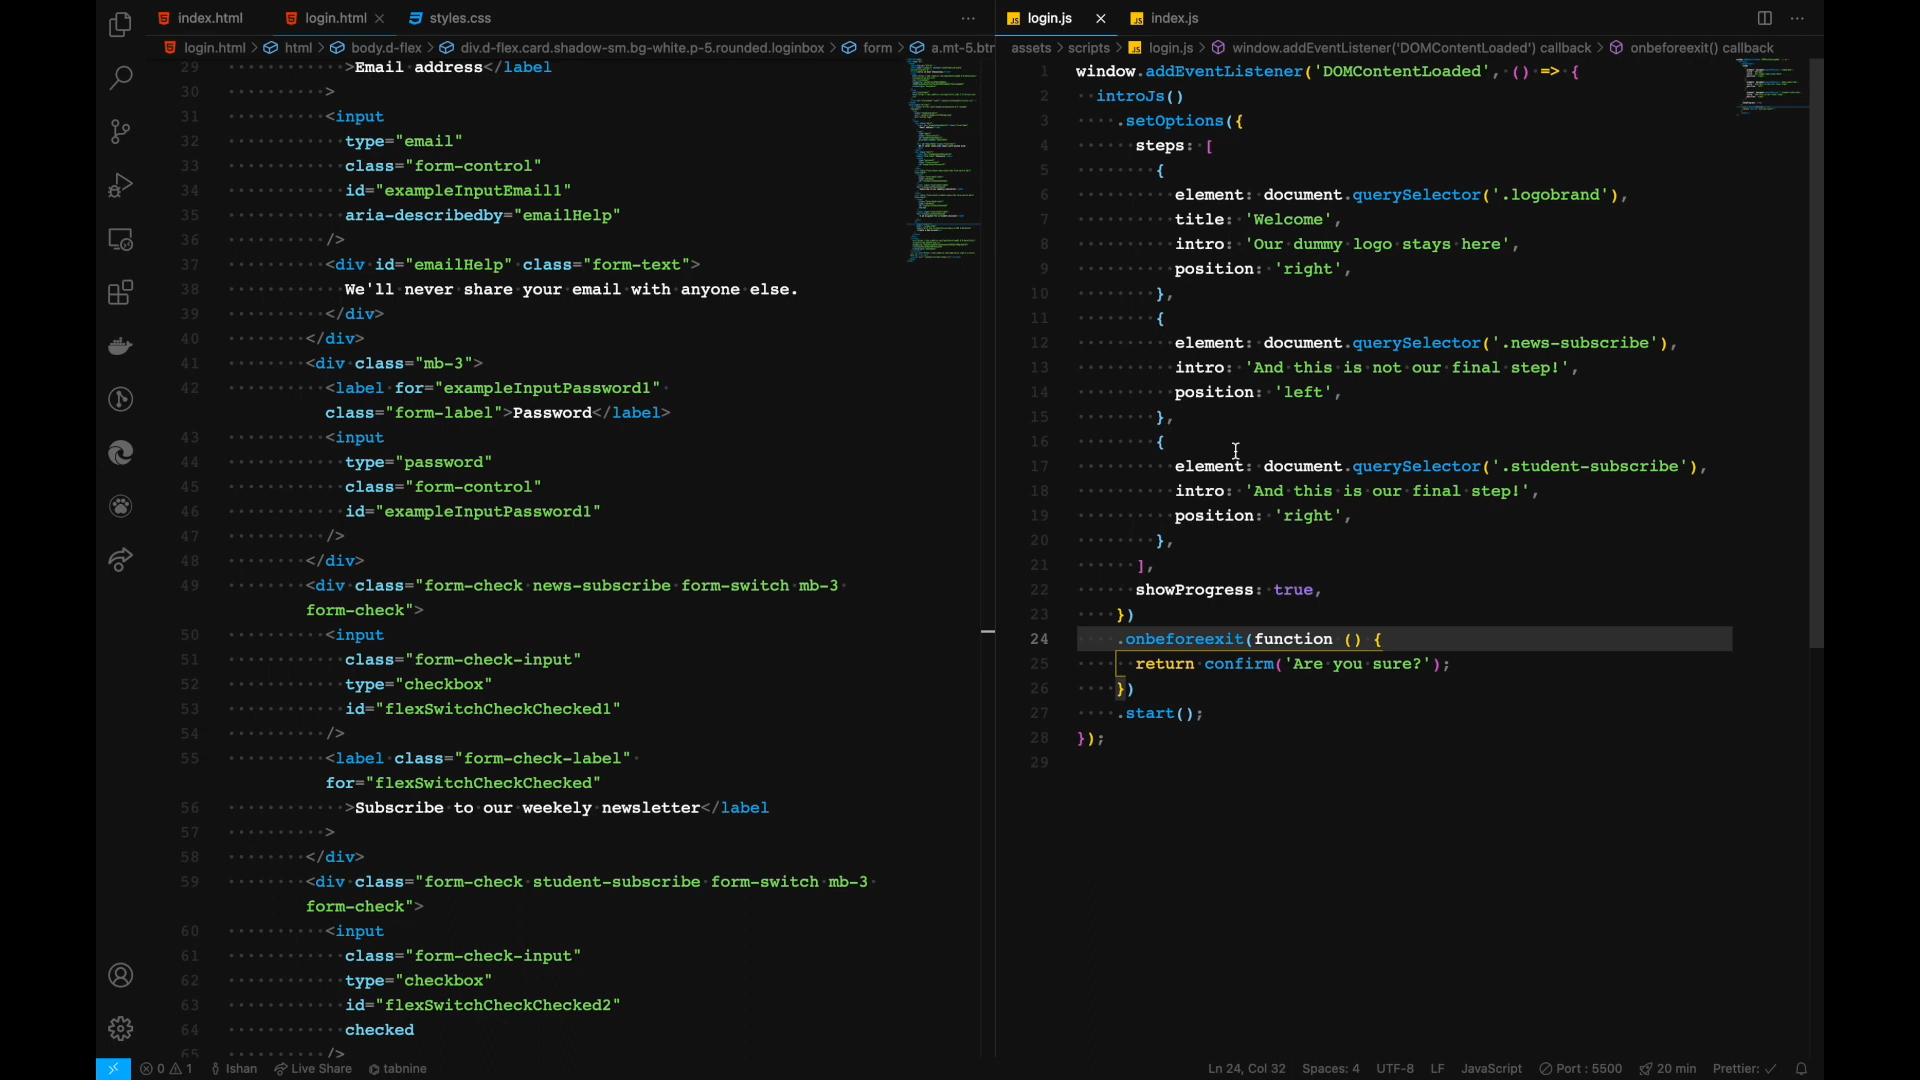 index.html login.html styles.css
login.html > html > body.d-flex > div.d-flex.card.shadow-sm.bg-white.p-5.rounded.loginbox > form > a.mt-5.btn
29 >Email address</label
30 >
31 <input
32 type="email"
33 class="form-control"
34 id="exampleInputEmail1"
35 aria-describedby="emailHelp"
36 />
37 <div id="emailHelp" class="form-text">
38 We'll never share your email with anyone else.
39 </div>
40 </div>
41 <div class="mb-3">
42 <label for="exampleInputPassword1"
class="form-label">Password</label>
43 <input
44 type="password"
45 class="form-control"
46 id="exampleInputPassword1"
47 />
48 </div>
49 <div class="form-check news-subscribe form-switch mb-3
form-check">
50 <input
51 class="form-check-input"
52 type="checkbox"
53 id="flexSwitchCheckChecked1"
54 />
55 <label class="form-check-label"
for="flexSwitchCheckChecked"
56 >Subscribe to our weekely newsletter</label
57 >
58 </div>
59 <div class="form-check student-subscribe form-switch mb-3
form-check">
60 <input
61 class="form-check-input"
62 type="checkbox"
63 id="flexSwitchCheckChecked2"
64 checked
65 />
login.js index.js
assets > scripts > login.js > window.addEventListener('DOMContentLoaded') callback > onbeforeexit() callback
1 window.addEventListener('DOMContentLoaded', () => {
2 introJs()
3 .setOptions({
4 steps: [
5 {
6 element: document.querySelector('.logobrand'),
7 title: 'Welcome',
8 intro: 'Our dummy logo stays here',
9 position: 'right',
10 },
11 {
12 element: document.querySelector('.news-subscribe'),
13 intro: 'And this is not our final step!',
14 position: 'left',
15 },
16 {
17 element: document.querySelector('.student-subscribe'),
18 intro: 'And this is our final step!',
19 position: 'right',
20 },
21 ],
22 showProgress: true,
23 })
24 .onbeforeexit(function () {
25 return confirm('Are you sure?');
26 })
27 .start();
28 });
29
0 1 Ishan Live Share tabnine Ln 24, Col 32 Spaces: 4 UTF-8 LF JavaScript Port : 5500 20 min Prettier: ✓